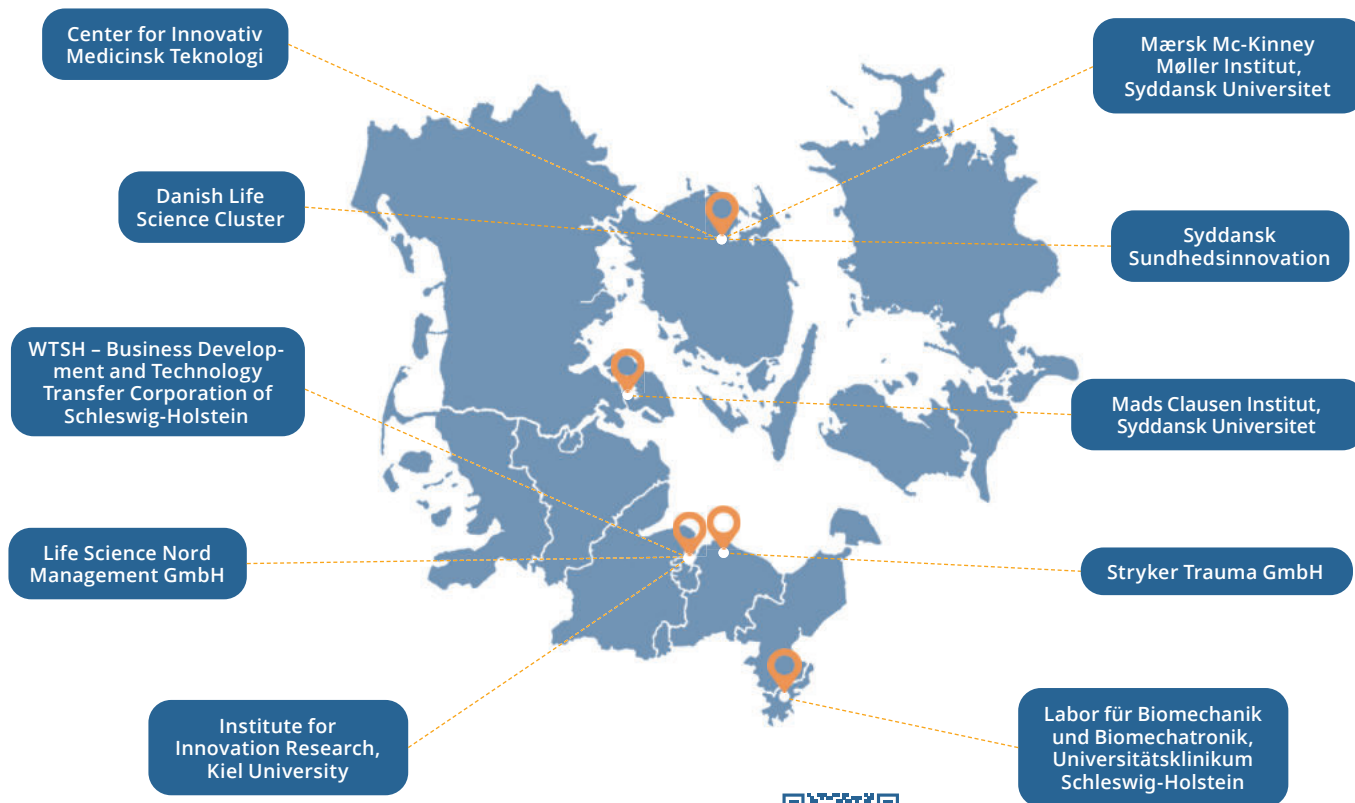 Center for Innovativ
Medicinsk Teknologi
Mærsk Mc-Kinney
Møller Institut,
Syddansk Universitet
Danish Life
Science Cluster
Syddansk
Sundhedsinnovation
WTSH – Business Develop-
ment and Technology
Transfer Corporation of
Schleswig-Holstein
Mads Clausen Institut,
Syddansk Universitet
Life Science Nord
Management GmbH
Stryker Trauma GmbH
Institute for
Innovation Research,
Kiel University
Labor für Biomechanik
und Biomechatronik,
Universitätsklinikum
Schleswig-Holstein